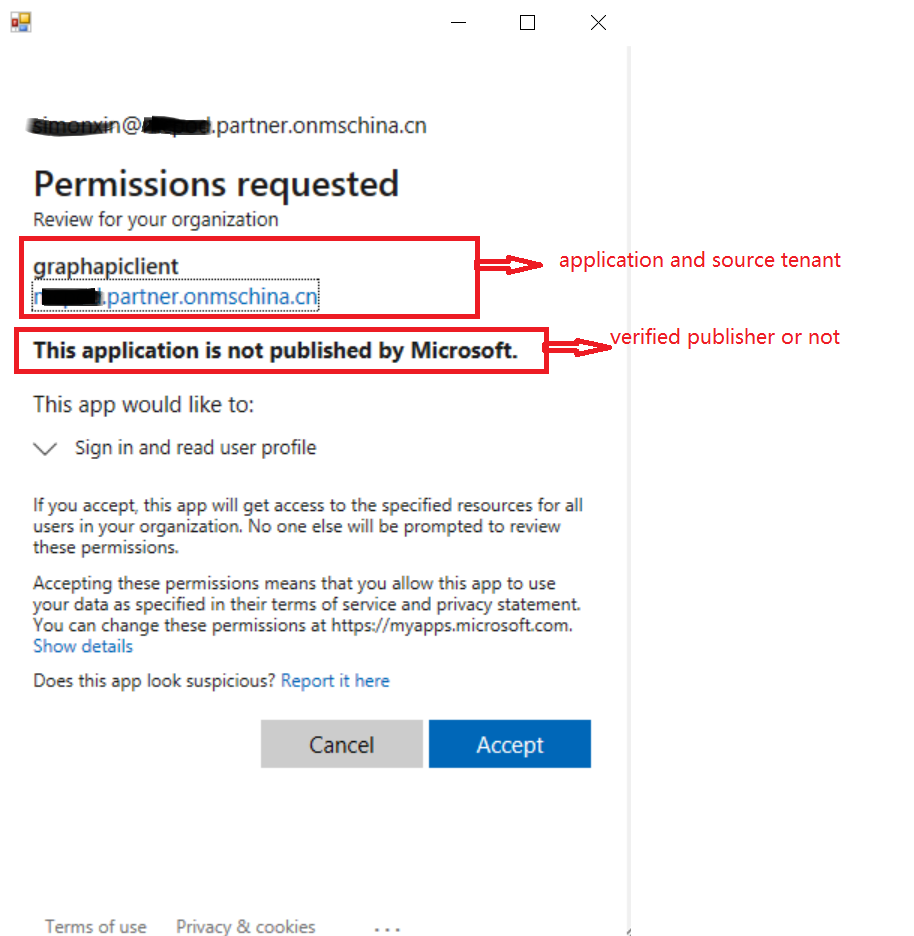 .partner.onmschina.cn
Permissions requested
Review for your organization
graphapiclient
application and source tenant
.partner.onmschina.cn
verified publisher or not
This application is not published by Microsoft.
This app would like to:
Sign in and read user profile
If you accept, this app will get access to the specified resources for all
users in your organization. No one else will be prompted to review
these permissions.
Accepting these permissions means that you allow this app to use
your data as specified in their terms of service and privacy statement.
You can change these permissions at https://myapps.microsoft.com.
Show details
Does this app look suspicious? Report it here
Cancel Accept
Terms of use Privacy & cookies ...